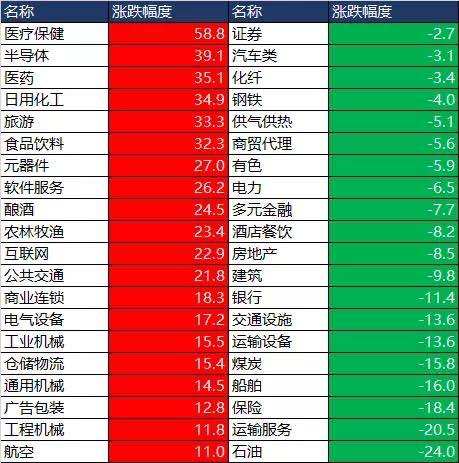 名称 涨跌幅度 名称 涨跌幅度
医疗保健 58.8 证券 -2.7
半导体 39.1 汽车类 -3.1
医药 35.1 化纤 -3.4
日用化工 34.9 钢铁 -4.0
旅游 33.3 供气供热 -5.1
食品饮料 32.3 商贸代理 -5.6
元器件 27.0 有色 -5.9
软件服务 26.2 电力 -6.5
酿酒 24.5 多元金融 -7.7
农林牧渔 23.4 酒店餐饮 -8.2
互联网 22.9 房地产 -8.5
公共交通 21.8 建筑 -9.8
商业连锁 18.3 银行 -11.4
电气设备 17.2 交通设施 -13.6
工业机械 15.5 运输设备 -13.6
仓储物流 15.4 煤炭 -15.8
通用机械 14.5 船舶 -16.0
广告包装 12.8 保险 -18.4
工程机械 11.8 运输服务 -20.5
航空 11.0 石油 -24.0